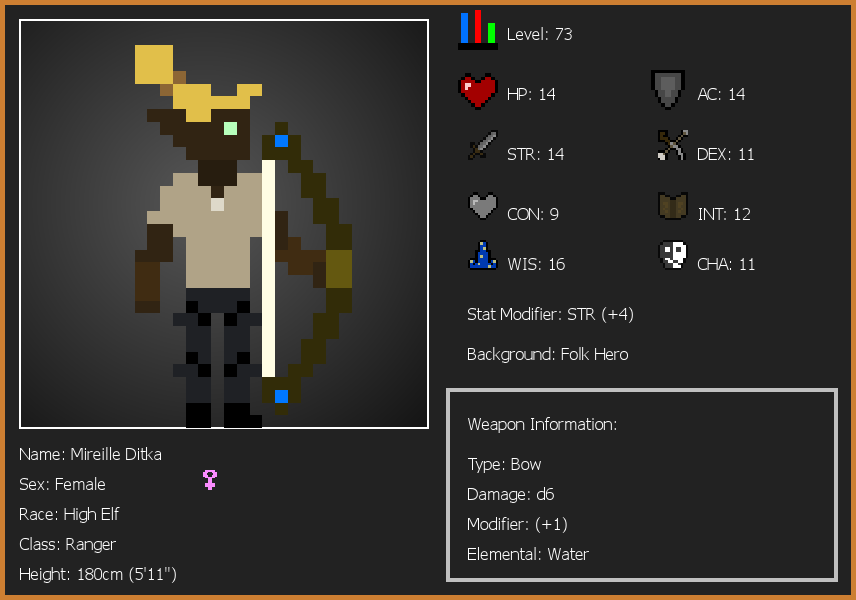 Level: 73
HP: 14
AC: 14
STR: 14
DEX: 11
CON: 9
INT: 12
WIS: 16
CHA: 11
Stat Modifier: STR (+4)
Background: Folk Hero
Weapon Information:
Type: Bow
Damage: d6
Modifier: (+1)
Elemental: Water
Name: Mireille Ditka
Sex: Female
Race: High Elf
Class: Ranger
Height: 180cm (5'11")